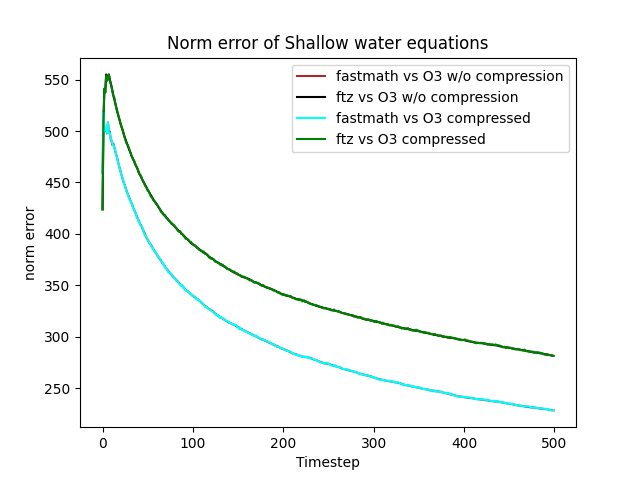 Norm error of Shallow water equations
fastmath vs O3 w/o compression
ftz vs O3 w/o compression
fastmath vs O3 compressed
ftz vs O3 compressed
norm error
550
500
450
400
350
300
250
0 100 200 300 400 500
Timestep